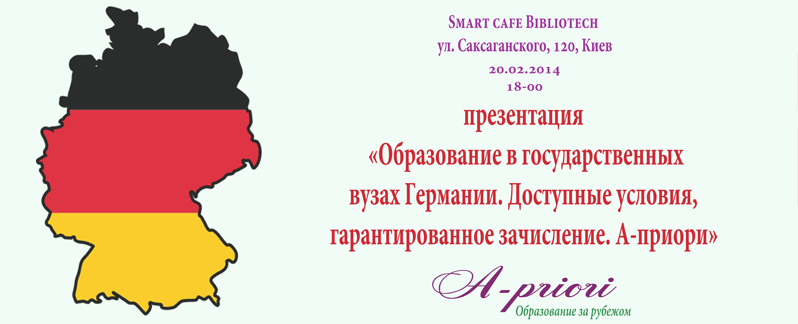 Smart cafe Bibliotech
ул. Саксаганского, 120, Киев
20.02.2014
18-00
презентация
«Образование в государственных
вузах Германии. Доступные условия,
гарантированное зачисление. А-приори»
A-priori
Образование за рубежом